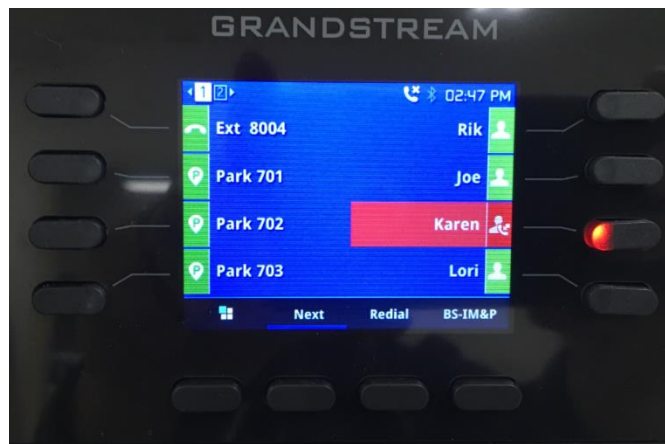 GRANDSTREAM
1 2 02:47 PM
Ext 8004 Rik
P Park 701 Joe
P Park 702 Karen
P Park 703 Lori
Next Redial BS-IM&P